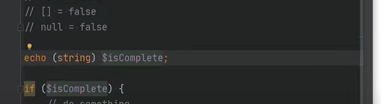 // [] = false
// null = false
echo (string) $isComplete;
if ($isComplete) {